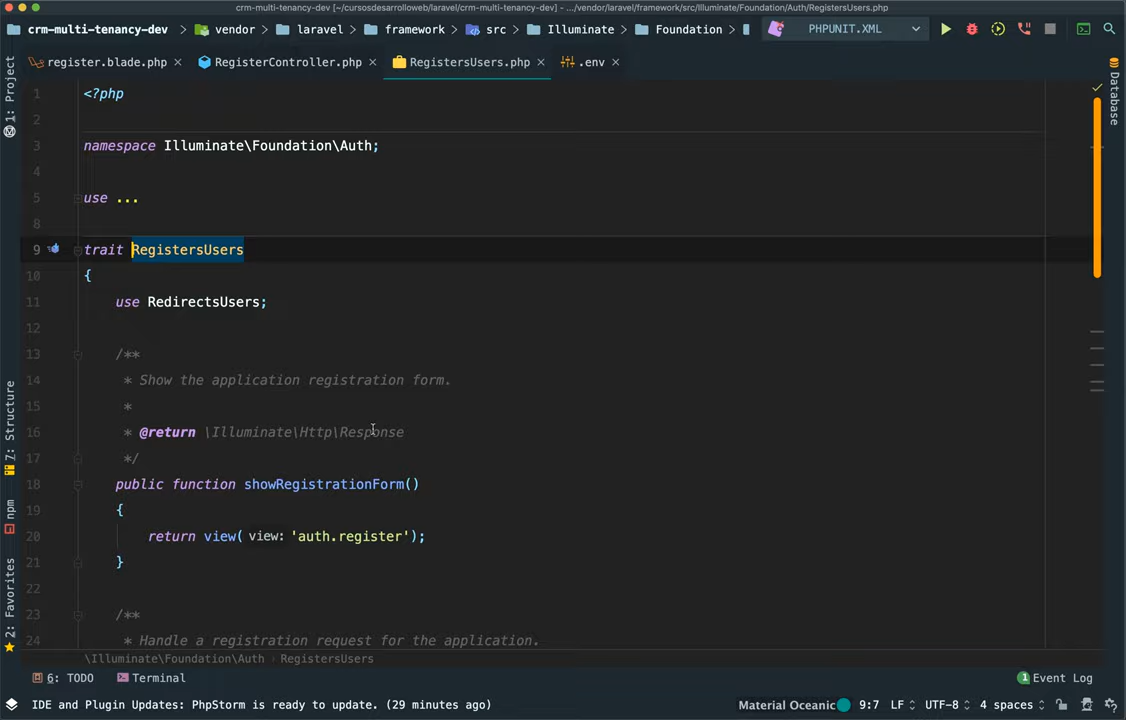 crm-multi-tenancy-dev [~/cursosdesarrolloweb/laravel/crm-multi-tenancy-dev] – .../vendor/laravel/framework/src/Illuminate/Foundation/Auth/RegistersUsers.php
crm-multi-tenancy-dev vendor laravel framework src Illuminate Foundation PHPUNIT.XML
register.blade.php RegisterController.php RegistersUsers.php .env
1: Project
Database
7: Structure
npm
2: Favorites
1 <?php
2
3 namespace Illuminate\Foundation\Auth;
4
5 use ...
8
9 trait RegistersUsers
10 {
11 use RedirectsUsers;
12
13 /**
14 * Show the application registration form.
15 *
16 * @return \Illuminate\Http\Response
17 */
18 public function showRegistrationForm()
19 {
20 return view( view: 'auth.register');
21 }
22
23 /**
24 * Handle a registration request for the application.
\Illuminate\Foundation\Auth › RegistersUsers
6: TODO Terminal 1 Event Log
IDE and Plugin Updates: PhpStorm is ready to update. (29 minutes ago) Material Oceanic 9:7 LF UTF-8 4 spaces